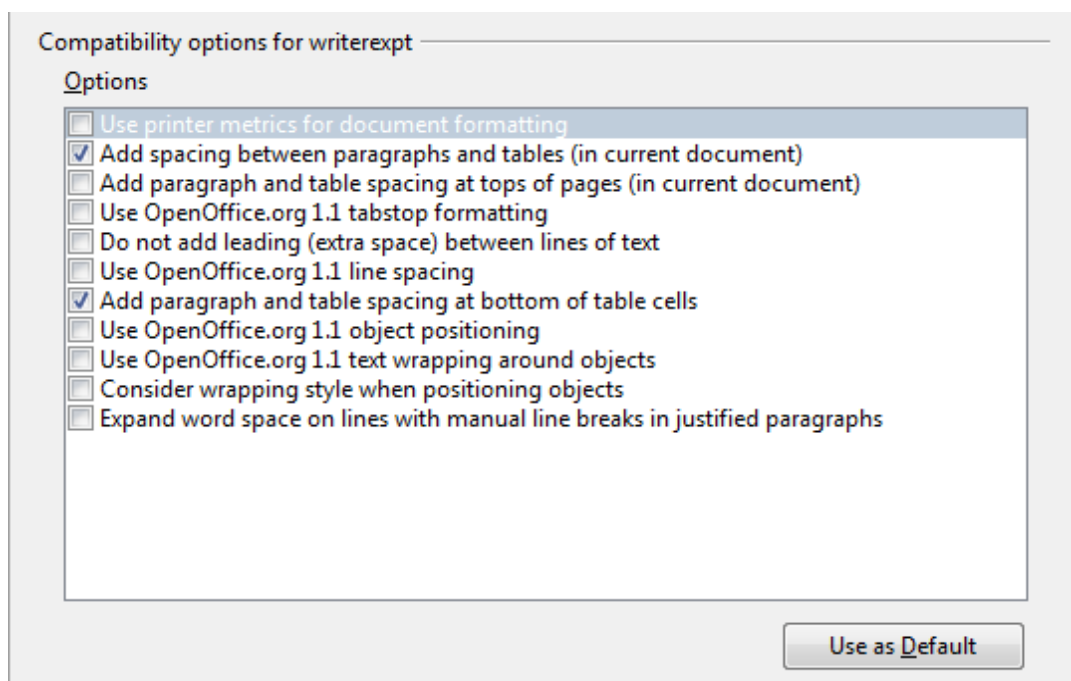 Compatibility options for writerexpt
Options
Use printer metrics for document formatting
Add spacing between paragraphs and tables (in current document)
Add paragraph and table spacing at tops of pages (in current document)
Use OpenOffice.org 1.1 tabstop formatting
Do not add leading (extra space) between lines of text
Use OpenOffice.org 1.1 line spacing
Add paragraph and table spacing at bottom of table cells
Use OpenOffice.org 1.1 object positioning
Use OpenOffice.org 1.1 text wrapping around objects
Consider wrapping style when positioning objects
Expand word space on lines with manual line breaks in justified paragraphs
Use as Default